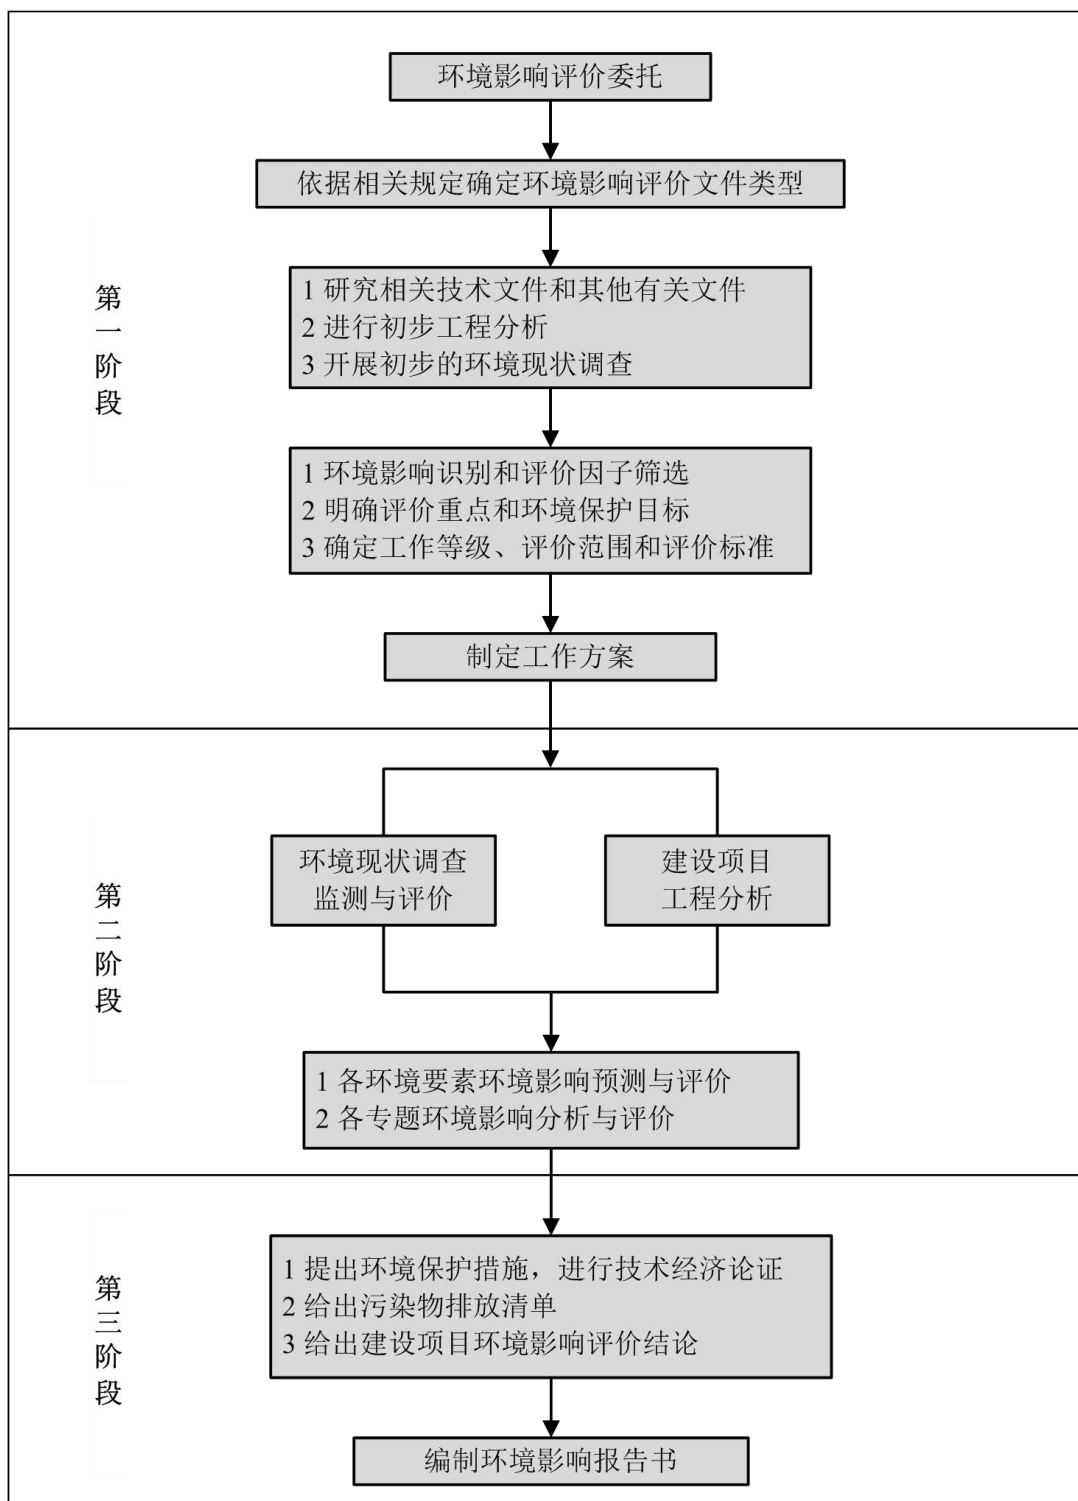 环境影响评价委托
依据相关规定确定环境影响评价文件类型
第一阶段
1 研究相关技术文件和其他有关文件
2 进行初步工程分析
3 开展初步的环境现状调查
1 环境影响识别和评价因子筛选
2 明确评价重点和环境保护目标
3 确定工作等级、评价范围和评价标准
制定工作方案
第二阶段
环境现状调查
监测与评价
建设项目
工程分析
1 各环境要素环境影响预测与评价
2 各专题环境影响分析与评价
第三阶段
1 提出环境保护措施，进行技术经济论证
2 给出污染物排放清单
3 给出建设项目环境影响评价结论
编制环境影响报告书